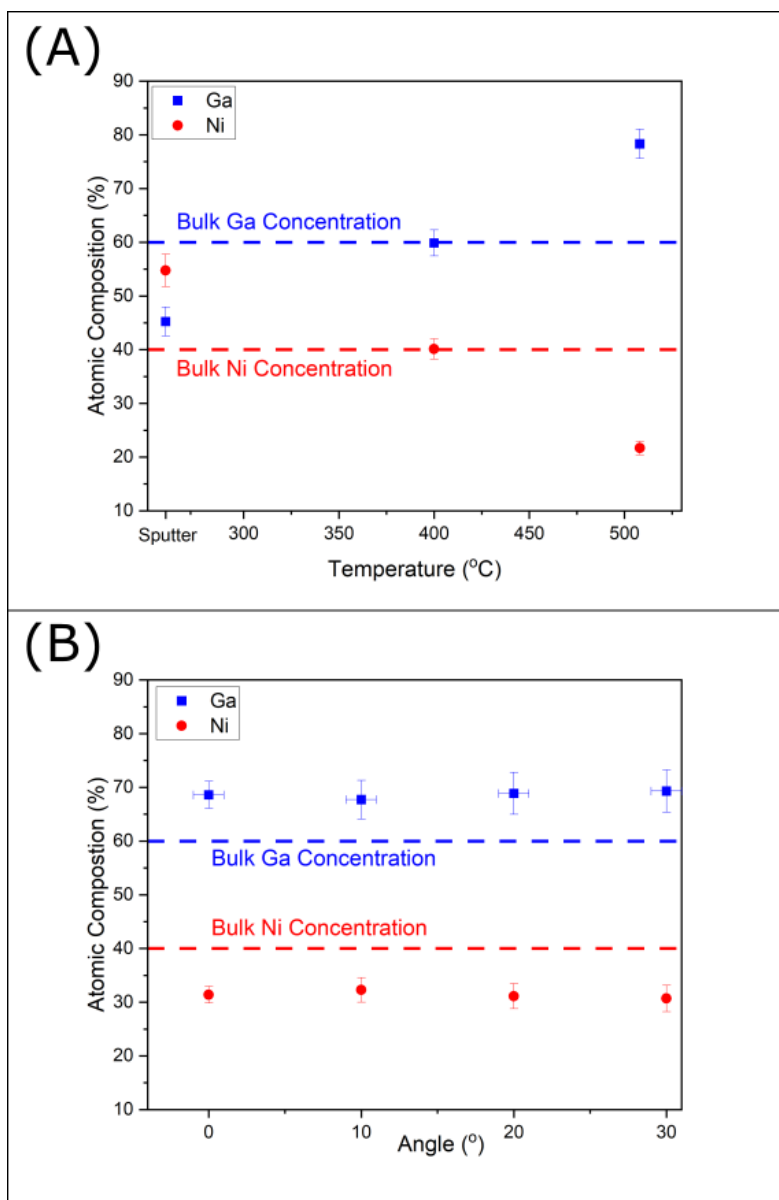 (A)
90
80
70
60
50
40
30
20
10
Atomic Composition (%)
Ga
Ni
Bulk Ga Concentration
Bulk Ni Concentration
Sputter 300 350 400 450 500
Temperature (°C)
(B)
90
80
70
60
50
40
30
20
10
Atomic Compostion (%)
Ga
Ni
Bulk Ga Concentration
Bulk Ni Concentration
0 10 20 30
Angle (°)